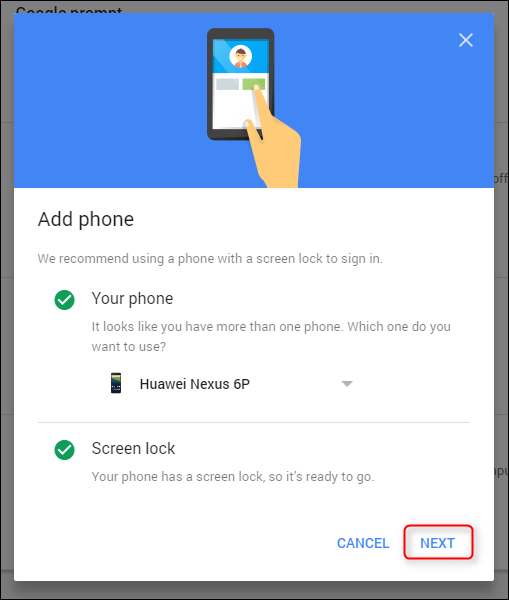 Google prompt
Add phone
We recommend using a phone with a screen lock to sign in.
Your phone
It looks like you have more than one phone. Which one do you
want to use?
Huawei Nexus 6P
Screen lock
Your phone has a screen lock, so it's ready to go.
CANCEL NEXT